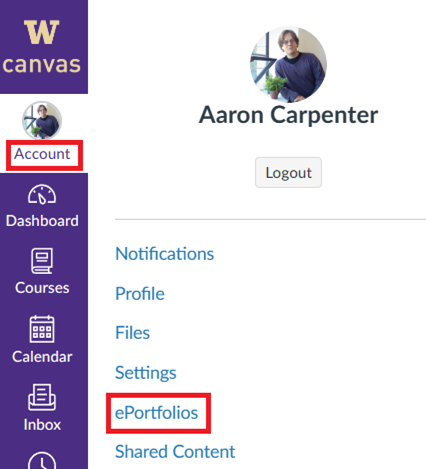 W
canvas
Account
Dashboard
Courses
Calendar
Inbox
Aaron Carpenter
Logout
Notifications
Profile
Files
Settings
ePortfolios
Shared Content